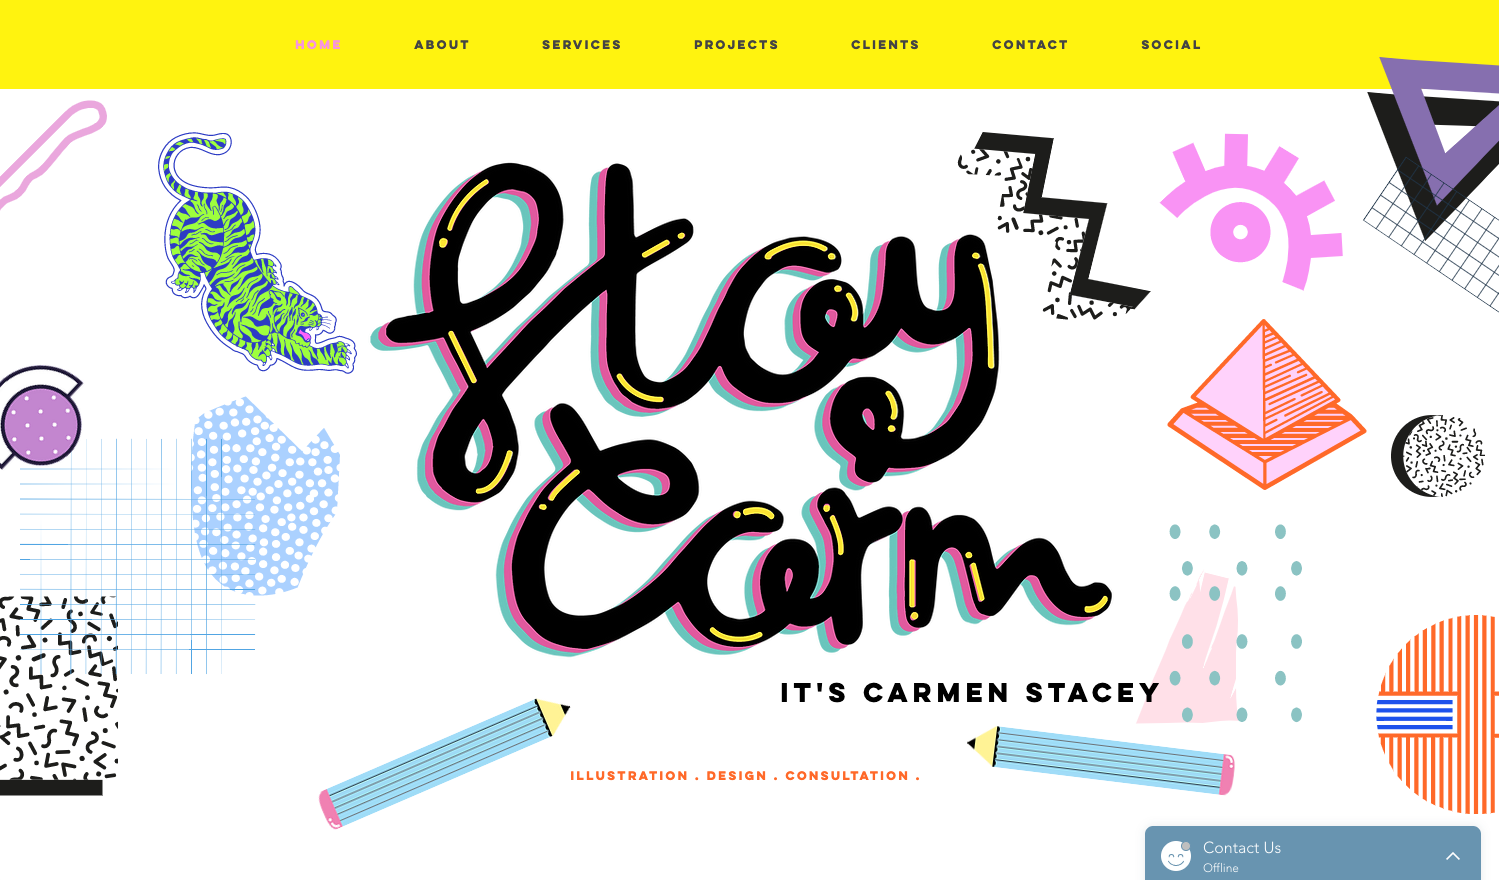 HOME ABOUT SERVICES PROJECTS CLIENTS CONTACT SOCIAL
Stay
Carm
IT'S CARMEN STACEY
ILLUSTRATION . DESIGN . CONSULTATION .
Contact Us
Offline